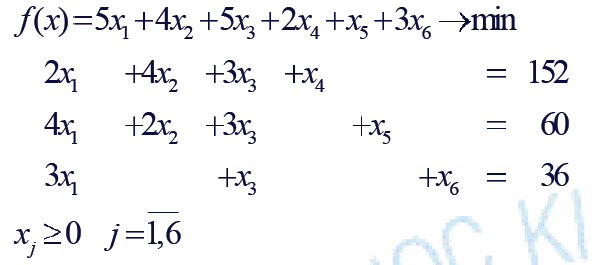 f(x)=5x₁+4x₂+5x₃+2x₄+x₅+3x₆→min
2x₁ +4x₂ +3x₃ +x₄ = 152
4x₁ +2x₂ +3x₃ +x₅ = 60
3x₁ +x₃ +x₆ = 36
xⱼ≥0 j=1,6̅